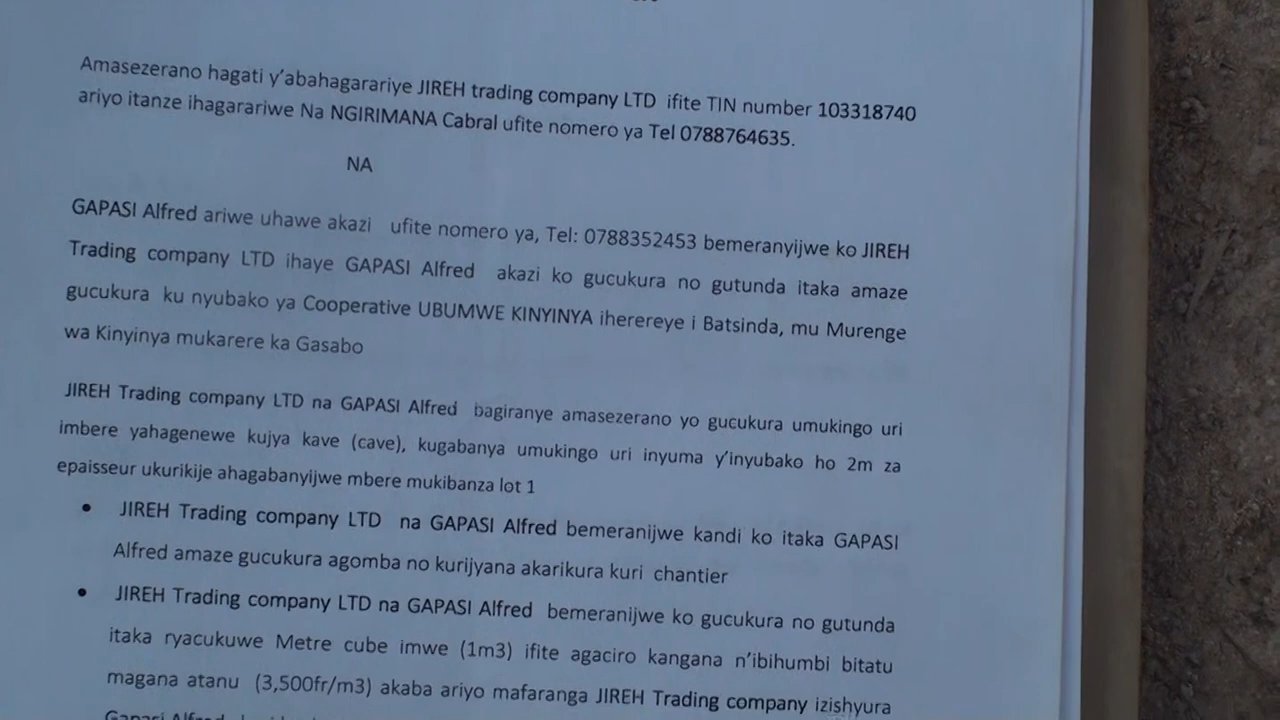 Amasezerano hagati y'abahagarariye JIREH trading company LTD ifite TIN number 103318740
ariyo itanze ihagarariwe Na NGIRIMANA Cabral ufite nomero ya Tel 0788764635.
NA
GAPASI Alfred ariwe uhawe akazi ufite nomero ya, Tel: 0788352453 bemeranyijwe ko JIREH
Trading company LTD ihaye GAPASI Alfred akazi ko gucukura no gutunda itaka amaze
gucukura ku nyubako ya Cooperative UBUMWE KINYINYA iherereye i Batsinda, mu Murenge
wa Kinyinya mukarere ka Gasabo
JIREH Trading company LTD na GAPASI Alfred bagiranye amasezerano yo gucukura umukingo uri
imbere yahagenewe kujya kave (cave), kugabanya umukingo uri inyuma y'inyubako ho 2m za
epaisseur ukurikije ahagabanyijwe mbere mukibanza lot 1
• JIREH Trading company LTD na GAPASI Alfred bemeranijwe kandi ko itaka GAPASI
Alfred amaze gucukura agomba no kurijyana akarikura kuri chantier
• JIREH Trading company LTD na GAPASI Alfred bemeranijwe ko gucukura no gutunda
itaka ryacukuwe Metre cube imwe (1m3) ifite agaciro kangana n'ibihumbi bitatu
magana atanu (3,500fr/m3) akaba ariyo mafaranga JIREH Trading company izishyura
Gapasi Alfred